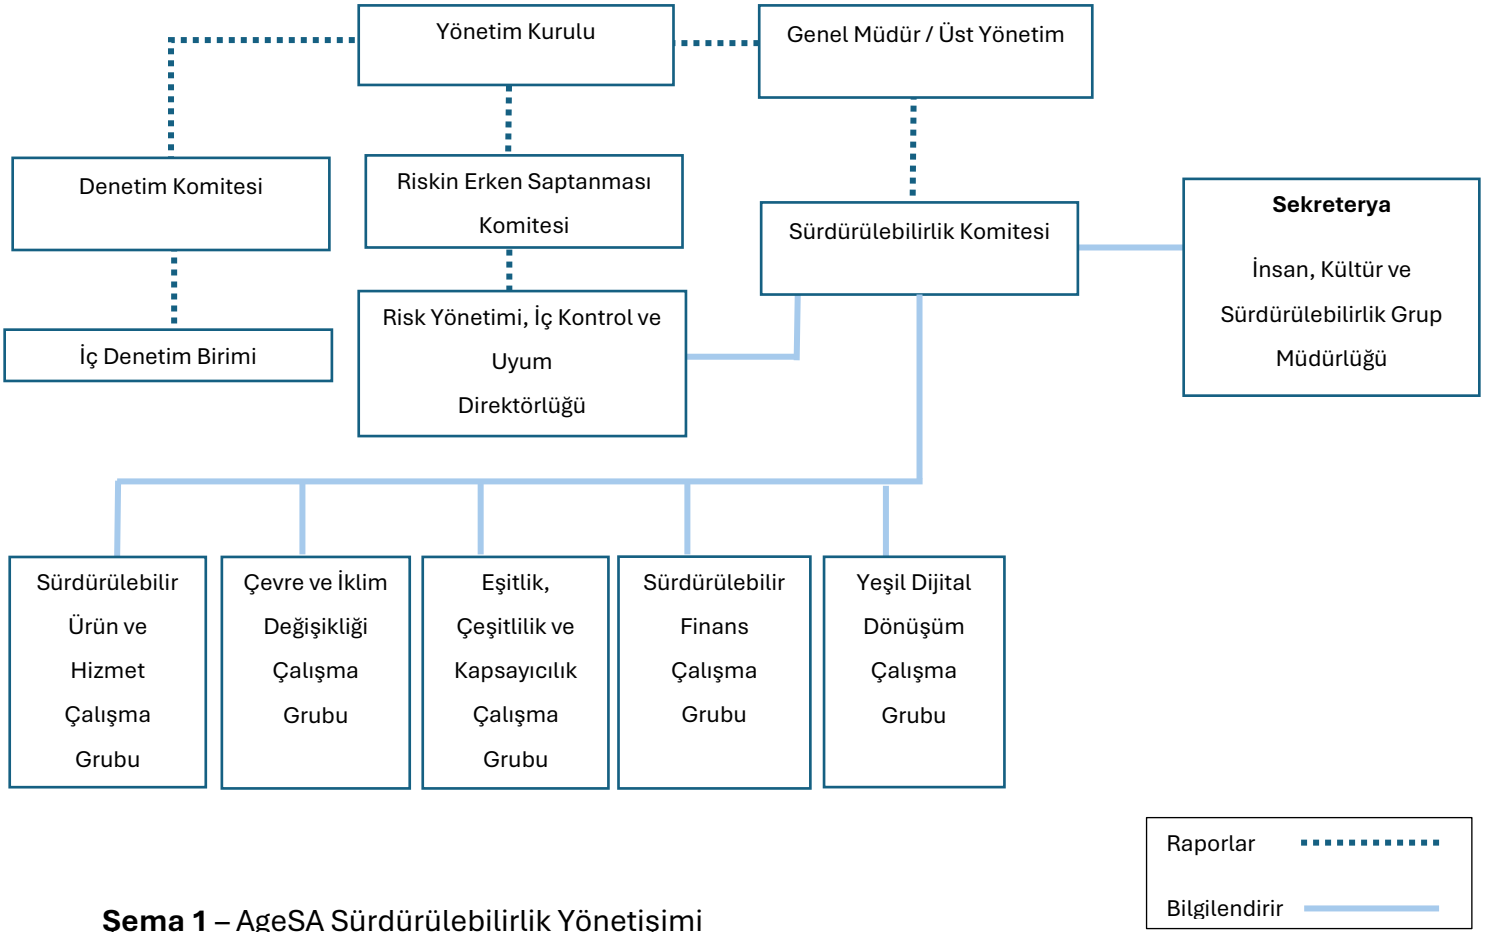 Yönetim Kurulu
Genel Müdür / Üst Yönetim
Denetim Komitesi
Riskin Erken Saptanması
Komitesi
Sürdürülebilirlik Komitesi
Sekreterya
İnsan, Kültür ve
Sürdürülebilirlik Grup
Müdürlüğü
İç Denetim Birimi
Risk Yönetimi, İç Kontrol ve
Uyum
Direktörlüğü
Sürdürülebilir
Ürün ve
Hizmet
Çalışma
Grubu
Çevre ve İklim
Değişikliği
Çalışma
Grubu
Eşitlik,
Çeşitlilik ve
Kapsayıcılık
Çalışma
Grubu
Sürdürülebilir
Finans
Çalışma
Grubu
Yeşil Dijital
Dönüşüm
Çalışma
Grubu
Raporlar
Bilgilendirir
Şema 1 – AgeSA Sürdürülebilirlik Yönetişimi